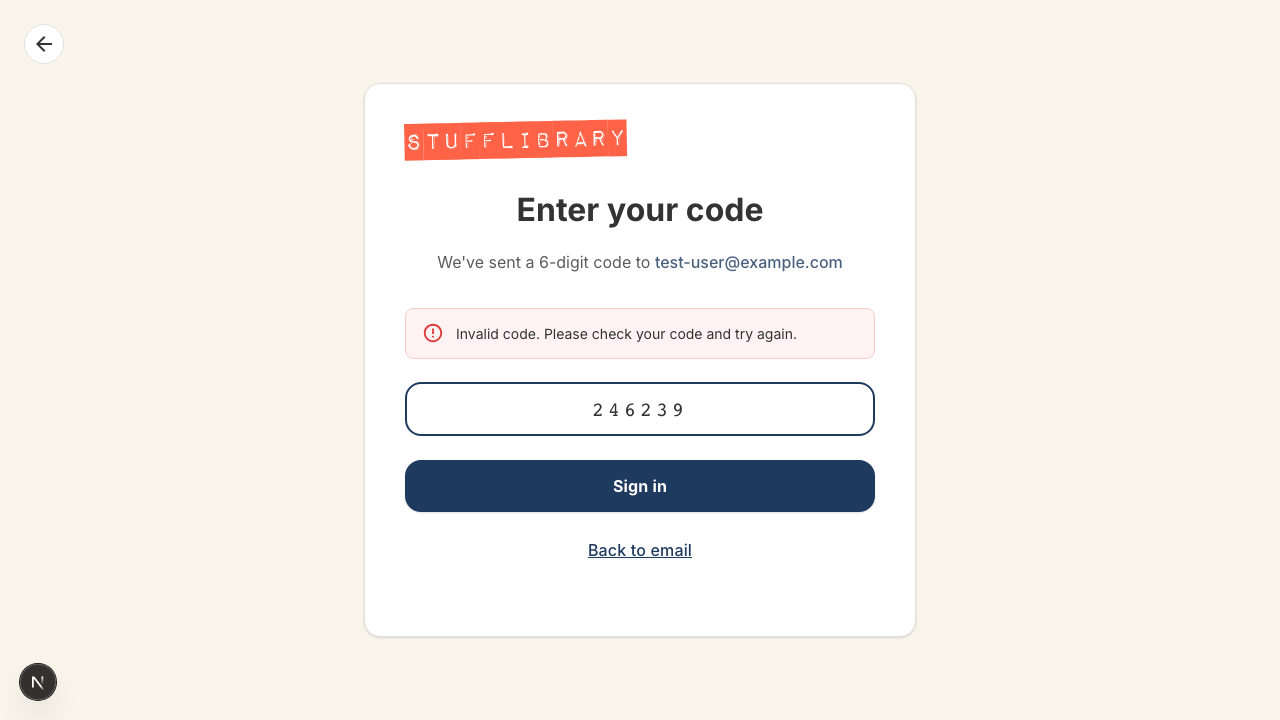 STUFFLIBRARY
Enter your code
We've sent a 6-digit code to test-user@example.com
Invalid code. Please check your code and try again.
246239
Sign in
Back to email
N